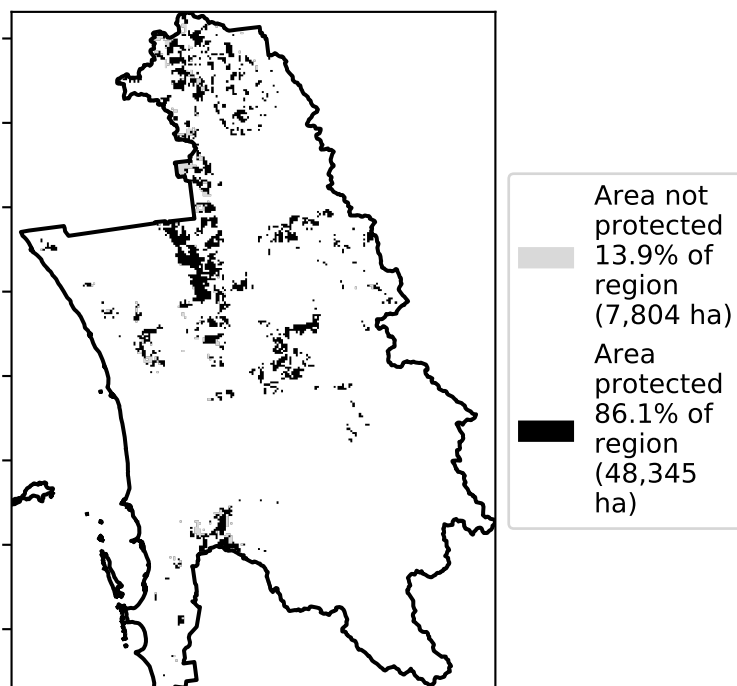 Area not
protected
13.9% of
region
(7,804 ha)
Area
protected
86.1% of
region
(48,345
ha)